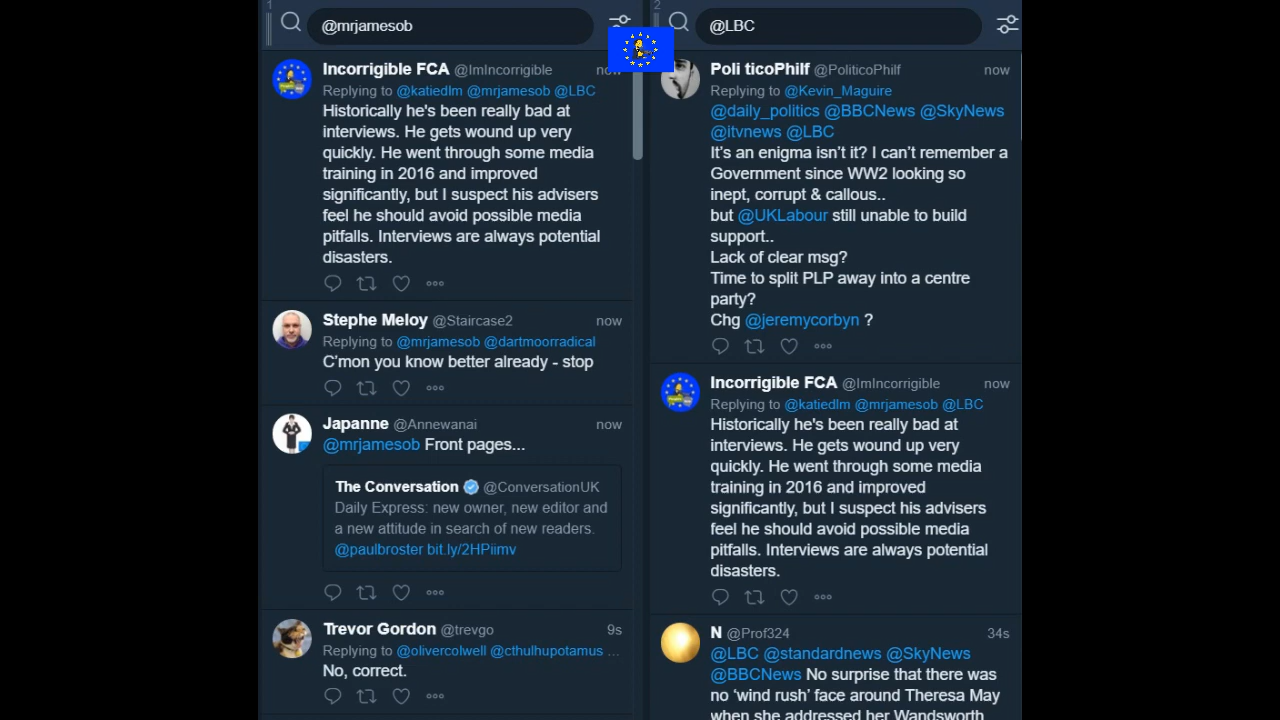 1
@mrjamesob
Incorrigible FCA @ImIncorrigible now
Replying to @katiedlm @mrjamesob @LBC
Historically he's been really bad at
interviews. He gets wound up very
quickly. He went through some media
training in 2016 and improved
significantly, but I suspect his advisers
feel he should avoid possible media
pitfalls. Interviews are always potential
disasters.
Stephe Meloy @Staircase2 now
Replying to @mrjamesob @dartmoorradical
C'mon you know better already - stop
Japanne @Annewanai now
@mrjamesob Front pages...
The Conversation @ConversationUK
Daily Express: new owner, new editor and
a new attitude in search of new readers.
@paulbroster bit.ly/2HPiimv
Trevor Gordon @trevgo 9s
Replying to @olivercolwell @cthulhupotamus ...
No, correct.
2
@LBC
Poli ticoPhilf @PoliticoPhilf now
Replying to @Kevin_Maguire
@daily_politics @BBCNews @SkyNews
@itvnews @LBC
It's an enigma isn't it? I can't remember a
Government since WW2 looking so
inept, corrupt & callous..
but @UKLabour still unable to build
support..
Lack of clear msg?
Time to split PLP away into a centre
party?
Chg @jeremycorbyn ?
Incorrigible FCA @ImIncorrigible now
Replying to @katiedlm @mrjamesob @LBC
Historically he's been really bad at
interviews. He gets wound up very
quickly. He went through some media
training in 2016 and improved
significantly, but I suspect his advisers
feel he should avoid possible media
pitfalls. Interviews are always potential
disasters.
N @Prof324 34s
@LBC @standardnews @SkyNews
@BBCNews No surprise that there was
no 'wind rush' face around Theresa May
when she addressed her Wandsworth